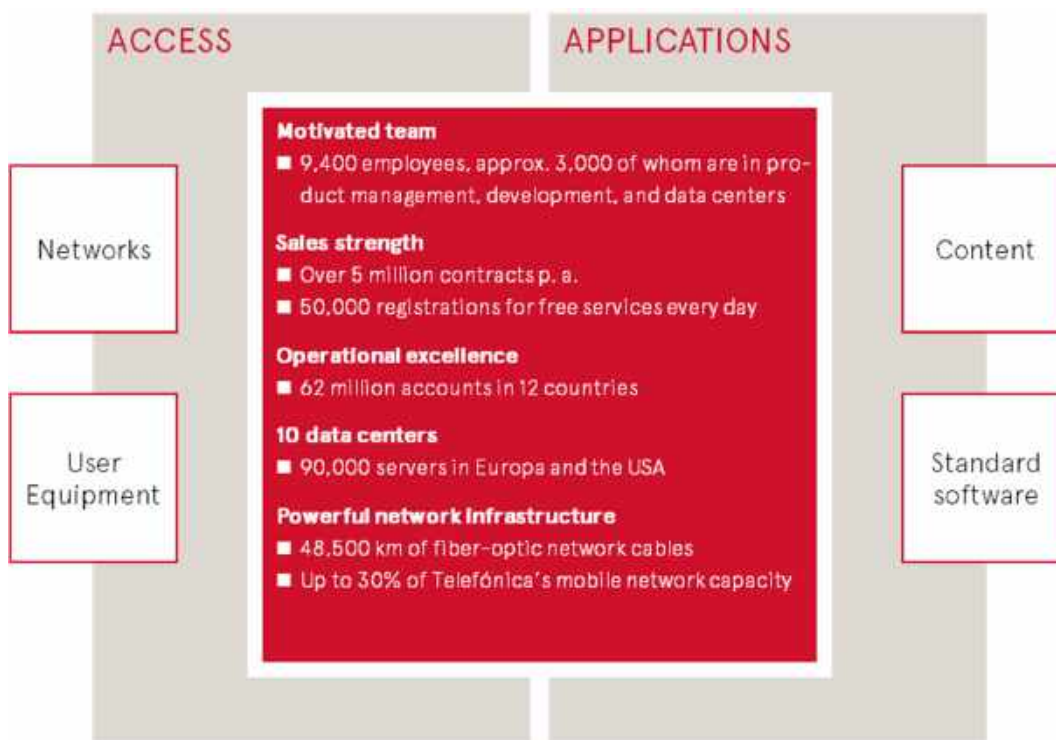 ACCESS
APPLICATIONS
Networks
User
Equipment
Motivated team
■ 9,400 employees, approx. 3,000 of whom are in pro-
duct management, development, and data centers
Sales strength
■ Over 5 million contracts p. a.
■ 50,000 registrations for free services every day
Operational excellence
■ 62 million accounts in 12 countries
10 data centers
■ 90,000 servers in Europa and the USA
Powerful network infrastructure
■ 48,500 km of fiber-optic network cables
■ Up to 30% of Telefónica's mobile network capacity
Content
Standard
software